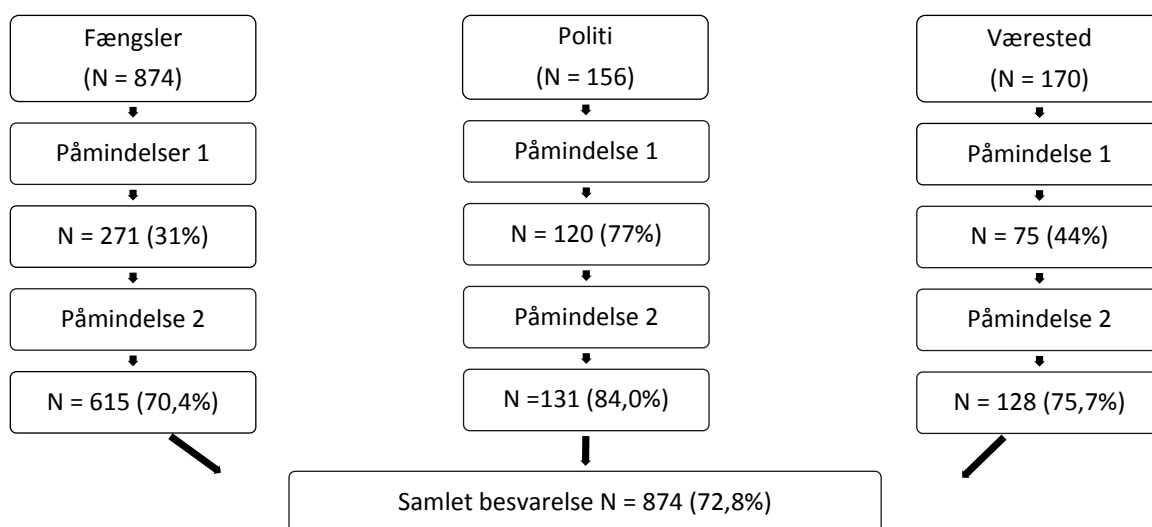 Fængsler
(N = 874)
Påmindelser 1
N = 271 (31%)
Påmindelse 2
N = 615 (70,4%)
Politi
(N = 156)
Påmindelse 1
N = 120 (77%)
Påmindelse 2
N =131 (84,0%)
Værested
(N = 170)
Påmindelse 1
N = 75 (44%)
Påmindelse 2
N = 128 (75,7%)
Samlet besvarelse N = 874 (72,8%)